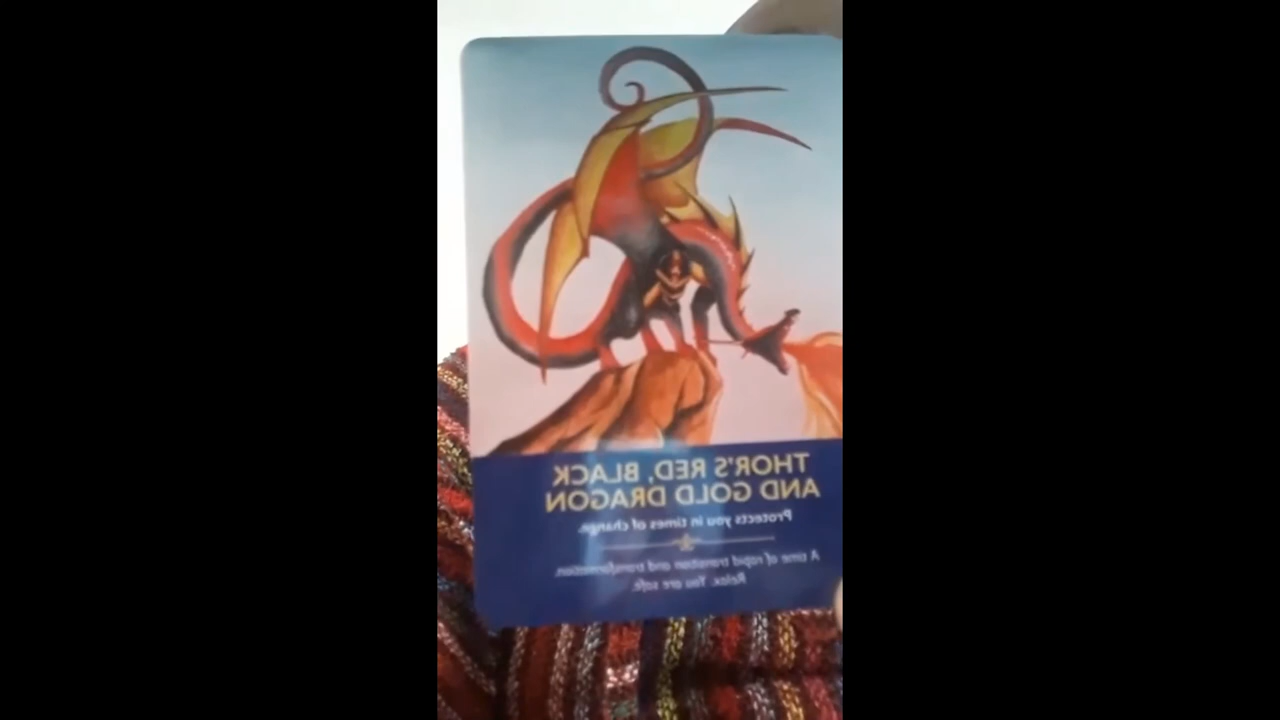 THOR'S RED, BLACK
AND GOLD DRAGON
Protects you in times of change.
A time of rapid transition and transformation.
Relax. You are safe.